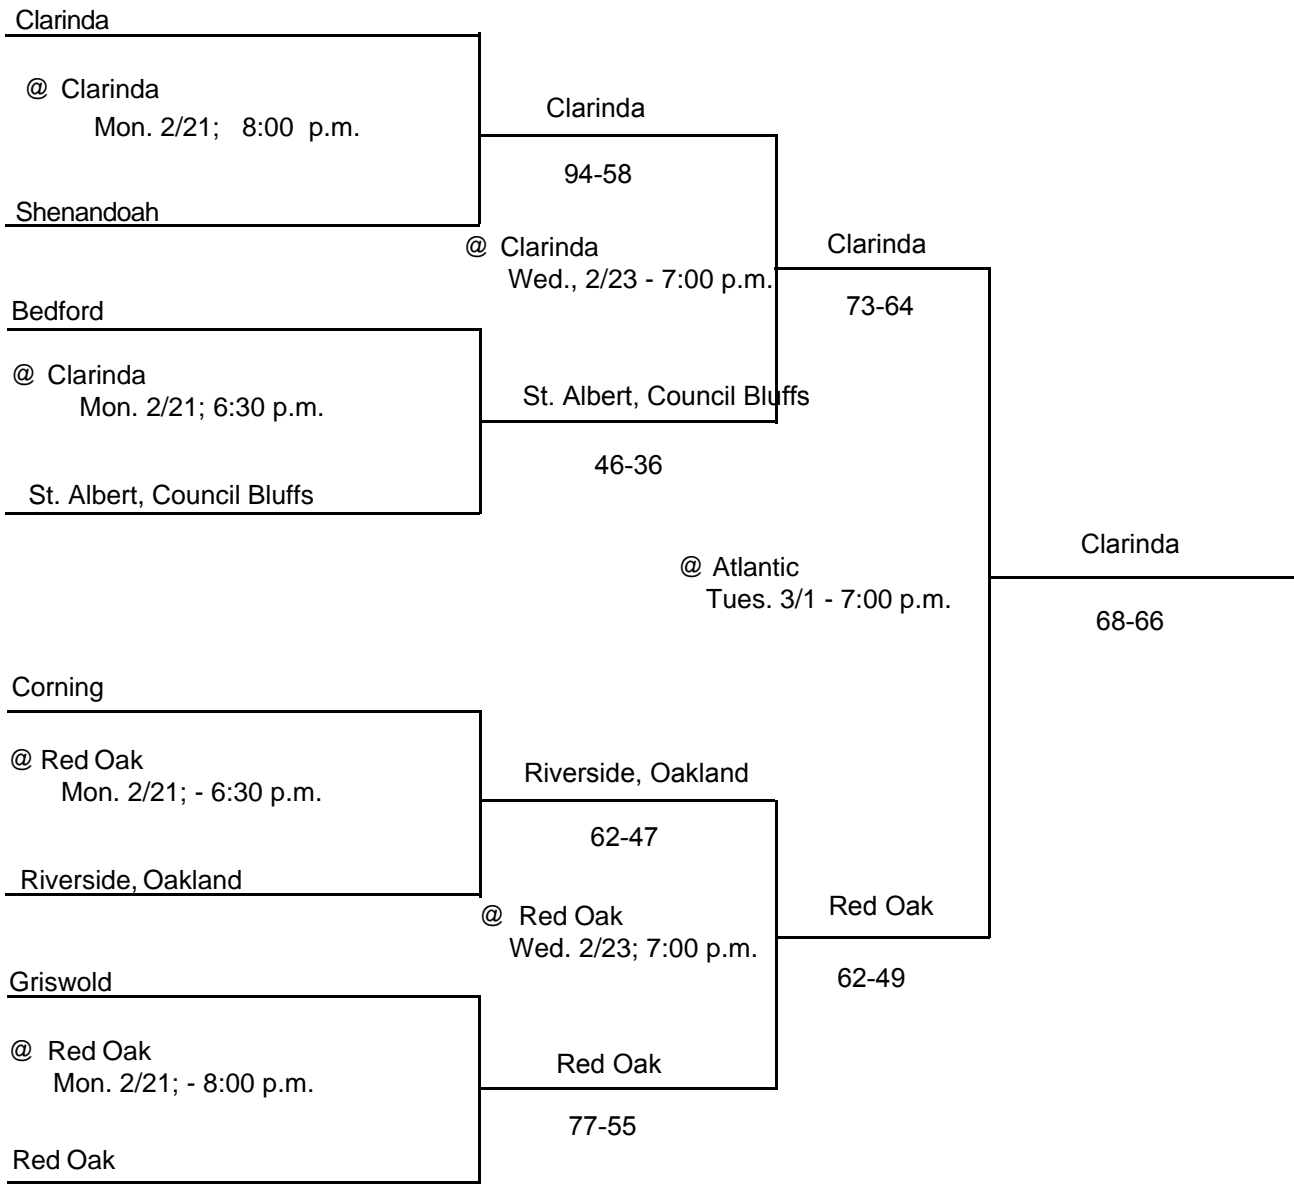 Clarinda
@ Clarinda
Mon. 2/21; 8:00 p.m.
Shenandoah
Clarinda
94-58
@ Clarinda
Wed., 2/23 - 7:00 p.m.
Bedford
@ Clarinda
Mon. 2/21; 6:30 p.m.
St. Albert, Council Bluffs
St. Albert, Council Bluffs
46-36
Clarinda
73-64
@ Atlantic
Tues. 3/1 - 7:00 p.m.
Clarinda
68-66
Corning
@ Red Oak
Mon. 2/21; - 6:30 p.m.
Riverside, Oakland
Riverside, Oakland
62-47
@ Red Oak
Wed. 2/23; 7:00 p.m.
Red Oak
62-49
Griswold
@ Red Oak
Mon. 2/21; - 8:00 p.m.
Red Oak
Red Oak
77-55